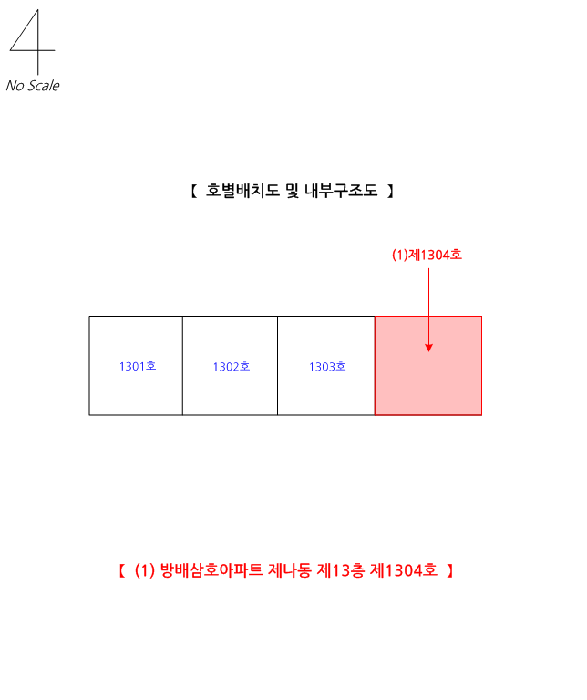 No Scale
【 호별배치도 및 내부구조도 】
(1)제1304호
1301호 1302호 1303호
【 (1) 방배삼호아파트 제나동 제13층 제1304호 】